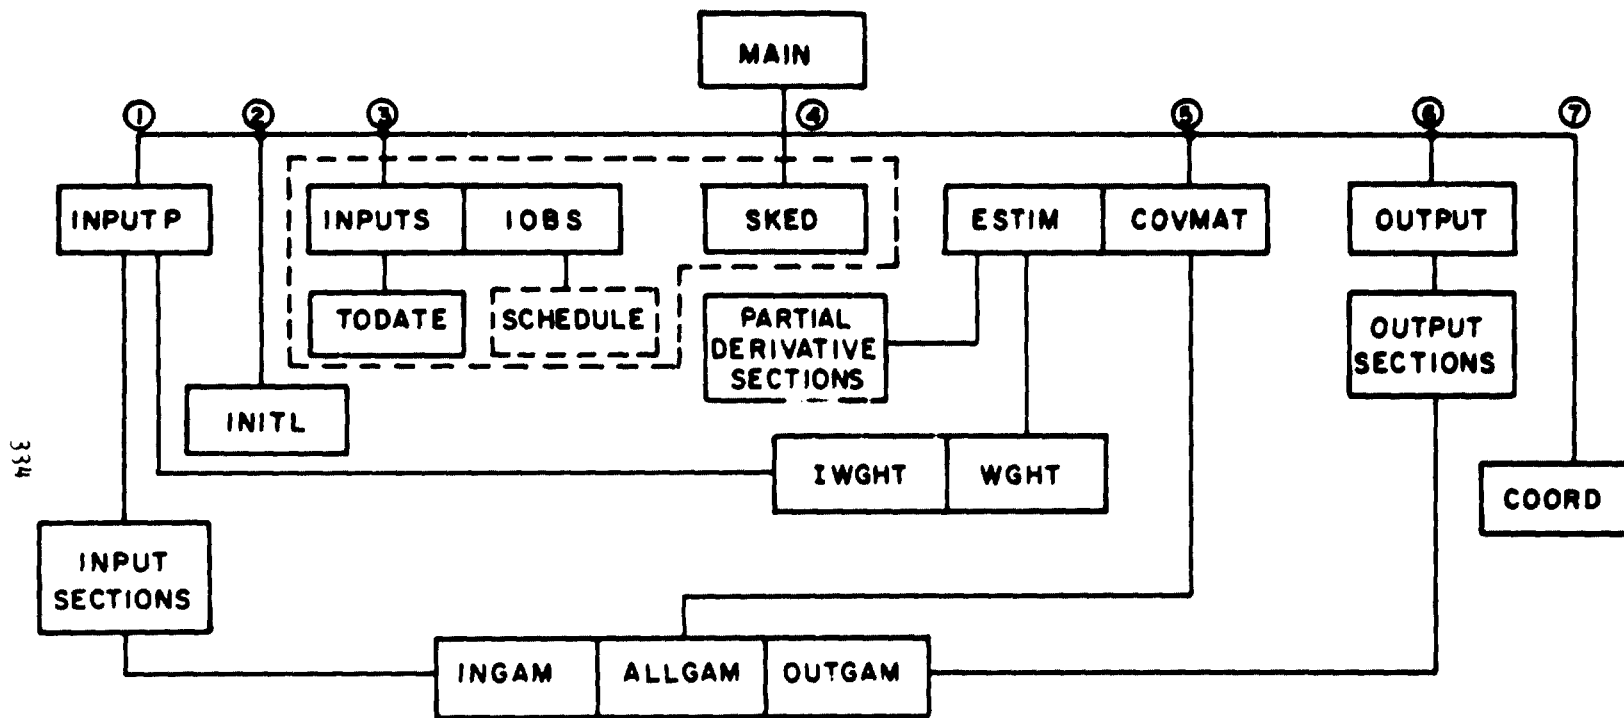 MAIN
① ② ③ ④ ⑤ ⑥ ⑦
INPUTP
INPUTS
IOBS
SKED
ESTIM
COVMAT
OUTPUT
TODATE
SCHEDULE
PARTIAL
DERIVATIVE
SECTIONS
OUTPUT
SECTIONS
INITL
IWGHT
WGHT
COORD
334
INPUT
SECTIONS
INGAM
ALLGAM
OUTGAM